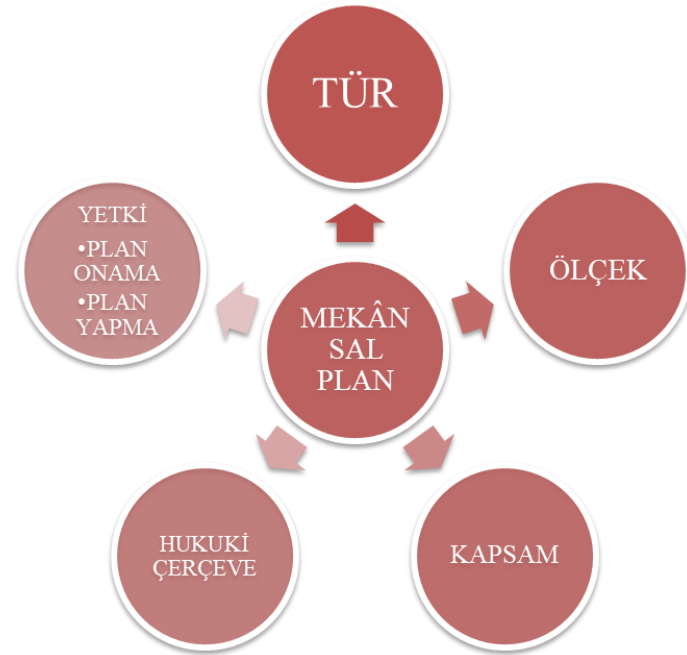 TÜR
YETKİ
•PLAN
ONAMA
•PLAN
YAPMA
ÖLÇEK
MEKÂN
SAL
PLAN
HUKUKİ
ÇERÇEVE
KAPSAM